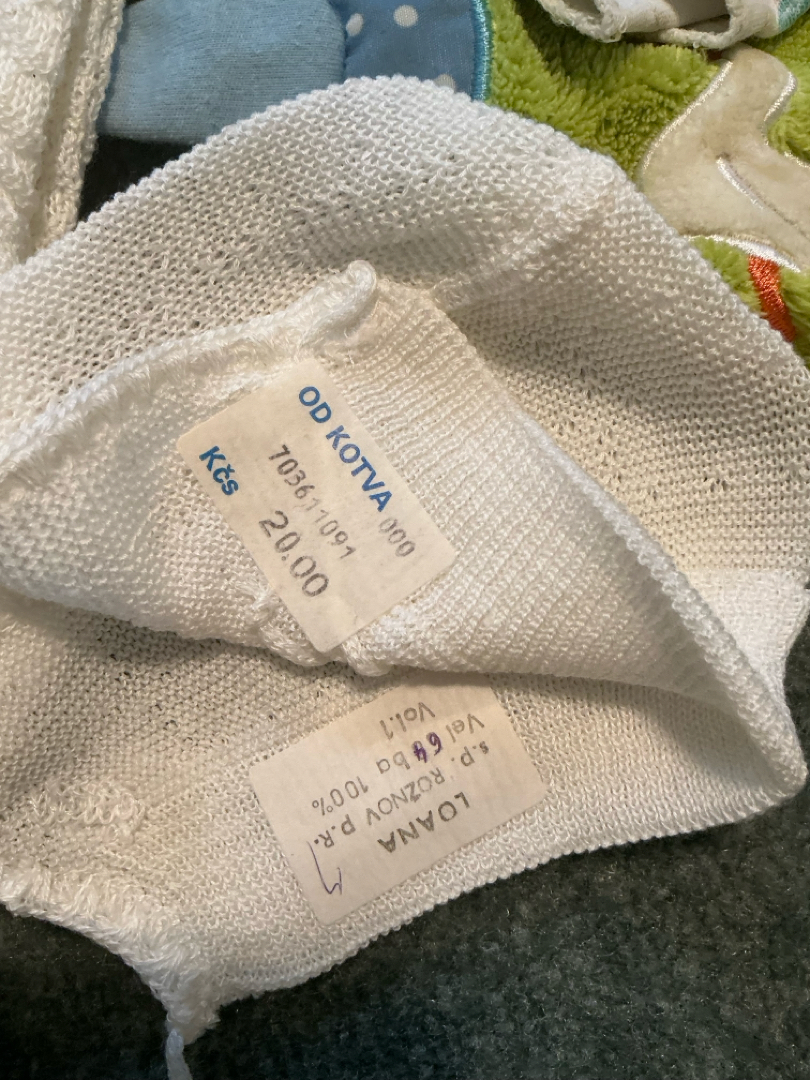 OD KOTVA
703611091 000
Kčs 20.00
LOANA
s.p. ROŽNOV p.R.
Vel 64 ba 100%
Vol.1